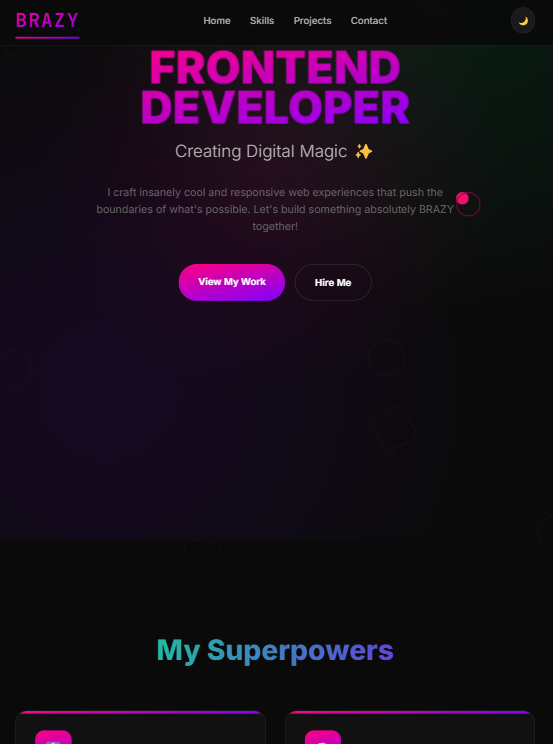 BRAZY
Home Skills Projects Contact
FRONTEND
DEVELOPER
Creating Digital Magic ✨
I craft insanely cool and responsive web experiences that push the
boundaries of what's possible. Let's build something absolutely BRAZY
together!
View My Work Hire Me
My Superpowers